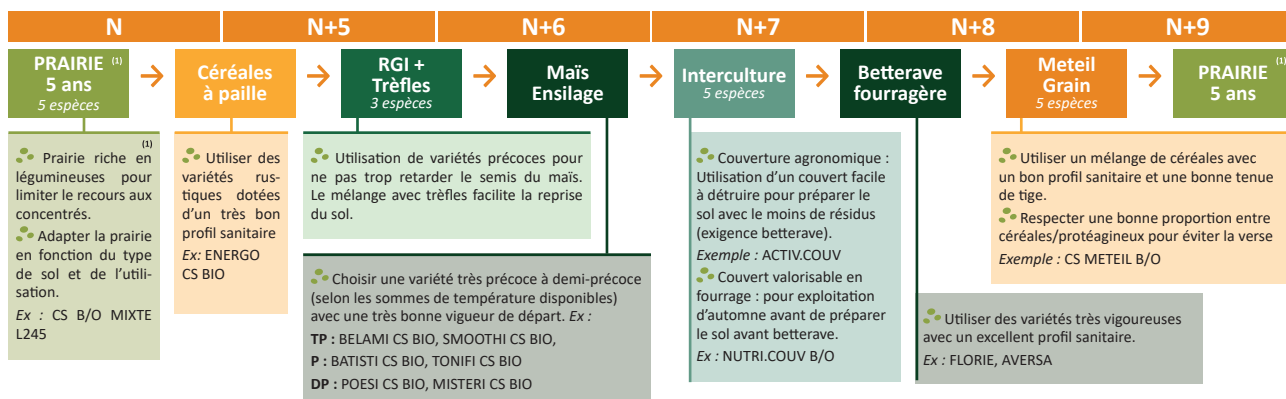 N N+5 N+6 N+7 N+8 N+9
PRAIRIE (1)
5 ans
5 espèces
Céréales
à paille
RGI +
Trèfles
3 espèces
Maïs
Ensilage
Interculture
5 espèces
Betterave
fourragère
Meteil
Grain
5 espèces
PRAIRIE (1)
5 ans
(1)
Prairie riche en
légumineuses pour
limiter le recours aux
concentrés.
Adapter la prairie
en fonction du type
de sol et de l'utili-
sation.
Ex : CS B/O MIXTE
L245
Utiliser des
variétés rus-
tiques dotées
d'un très bon
profil sanitaire
Ex: ENERGO
CS BIO
Utilisation de variétés précoces pour
ne pas trop retarder le semis du maïs.
Le mélange avec trèfles facilite la reprise
du sol.
Choisir une variété très précoce à demi-précoce
(selon les sommes de température disponibles)
avec une très bonne vigueur de départ. Ex :
TP : BELAMI CS BIO, SMOOTHI CS BIO,
P : BATISTI CS BIO, TONIFI CS BIO
DP : POESI CS BIO, MISTERI CS BIO
Couverture agronomique :
Utilisation d'un couvert facile
à détruire pour préparer le
sol avec le moins de résidus
(exigence betterave).
Exemple : ACTIV.COUV
Couvert valorisable en
fourrage : pour exploitation
d'automne avant de préparer
le sol avant betterave.
Ex : NUTRI.COUV B/O
Utiliser des variétés très vigoureuses
avec un excellent profil sanitaire.
Ex : FLORIE, AVERSA
Utiliser un mélange de céréales avec
un bon profil sanitaire et une bonne tenue
de tige.
Respecter une bonne proportion entre
céréales/protéagineux pour éviter la verse
Exemple : CS METEIL B/O